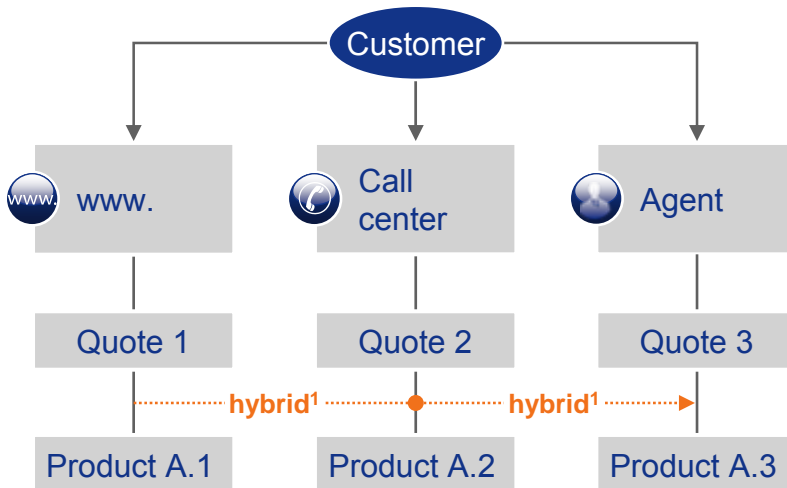 Customer
www.
www.
Call
center
Agent
Quote 1
Quote 2
Quote 3
hybrid¹
hybrid¹
Product A.1
Product A.2
Product A.3